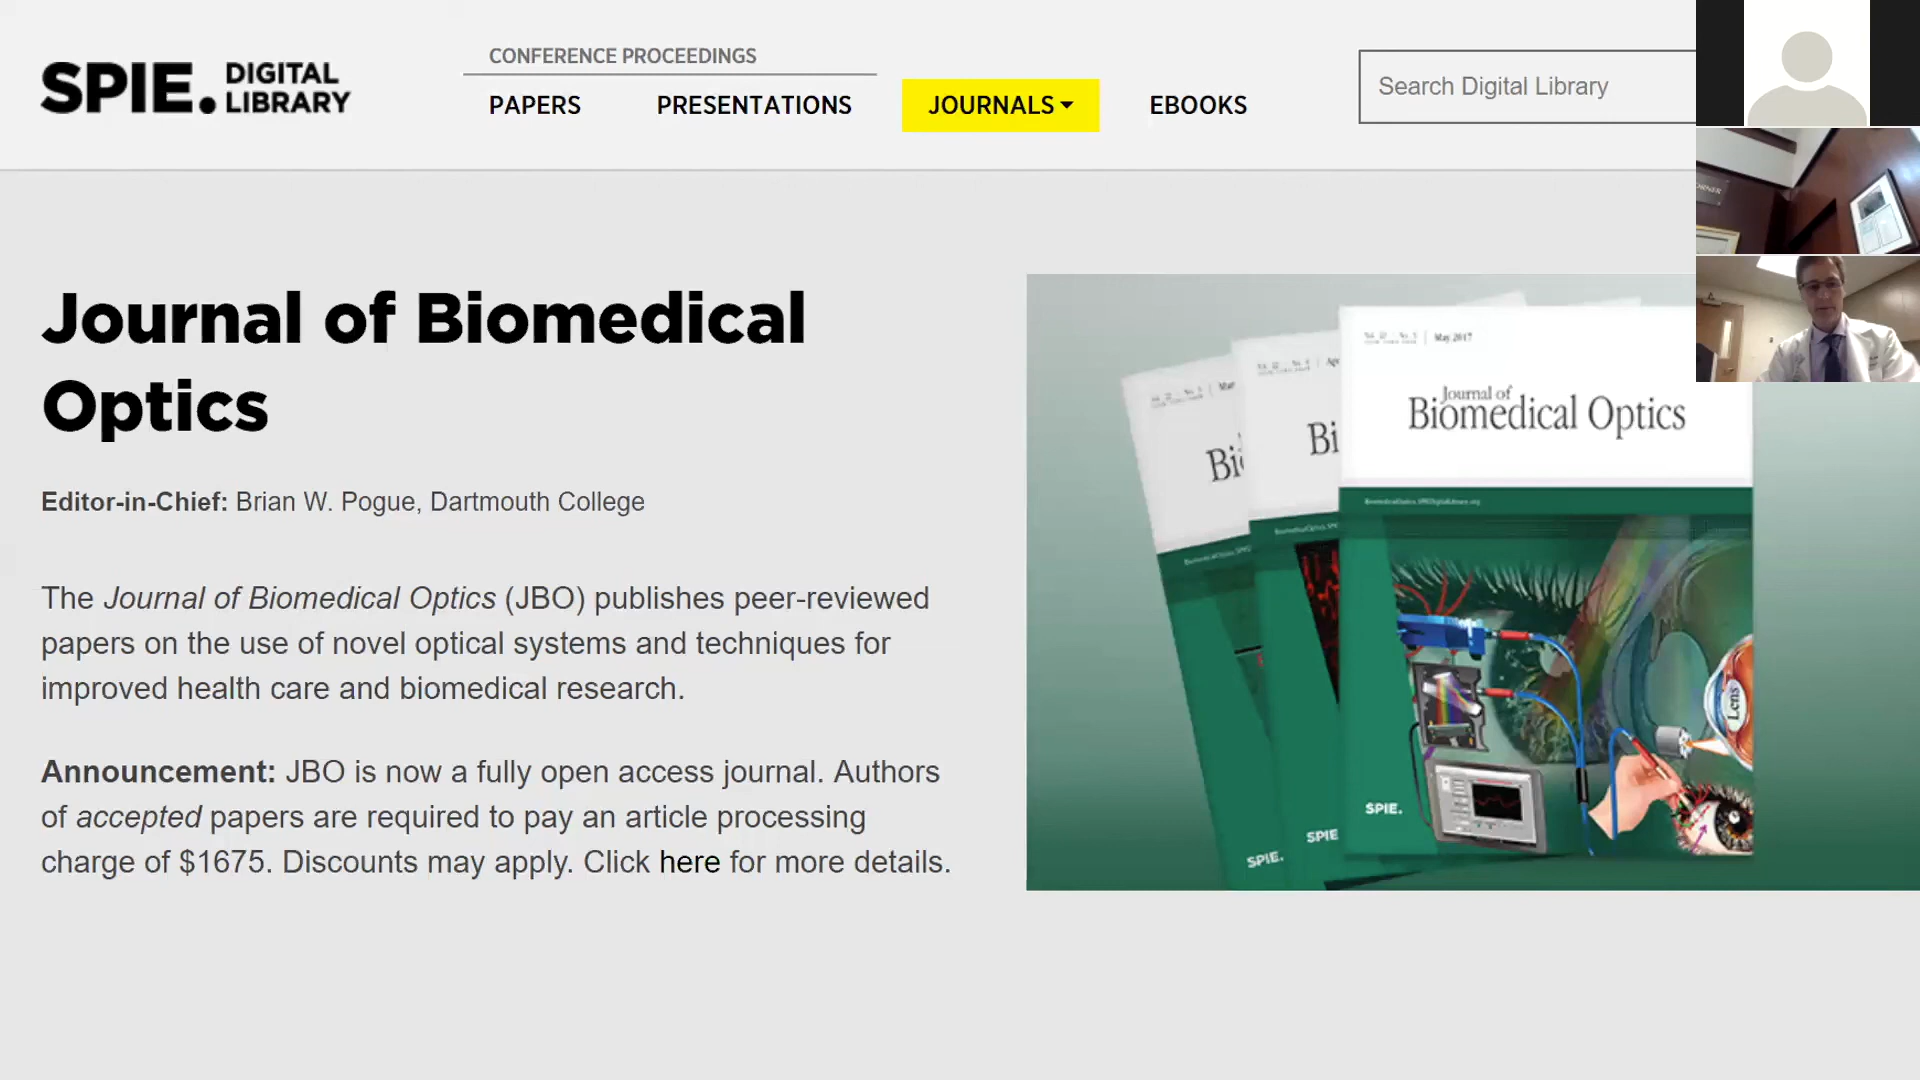 SPIE. DIGITAL LIBRARY
CONFERENCE PROCEEDINGS
PAPERS PRESENTATIONS JOURNALS EBOOKS
Search Digital Library
Journal of Biomedical
Optics
Editor-in-Chief: Brian W. Pogue, Dartmouth College
The Journal of Biomedical Optics (JBO) publishes peer-reviewed
papers on the use of novel optical systems and techniques for
improved health care and biomedical research.
Announcement: JBO is now a fully open access journal. Authors
of accepted papers are required to pay an article processing
charge of $1675. Discounts may apply. Click here for more details.
May 2017
Journal of
Biomedical Optics
Bi
Bi
Lens
SPIE.
SPIE
SPIE.